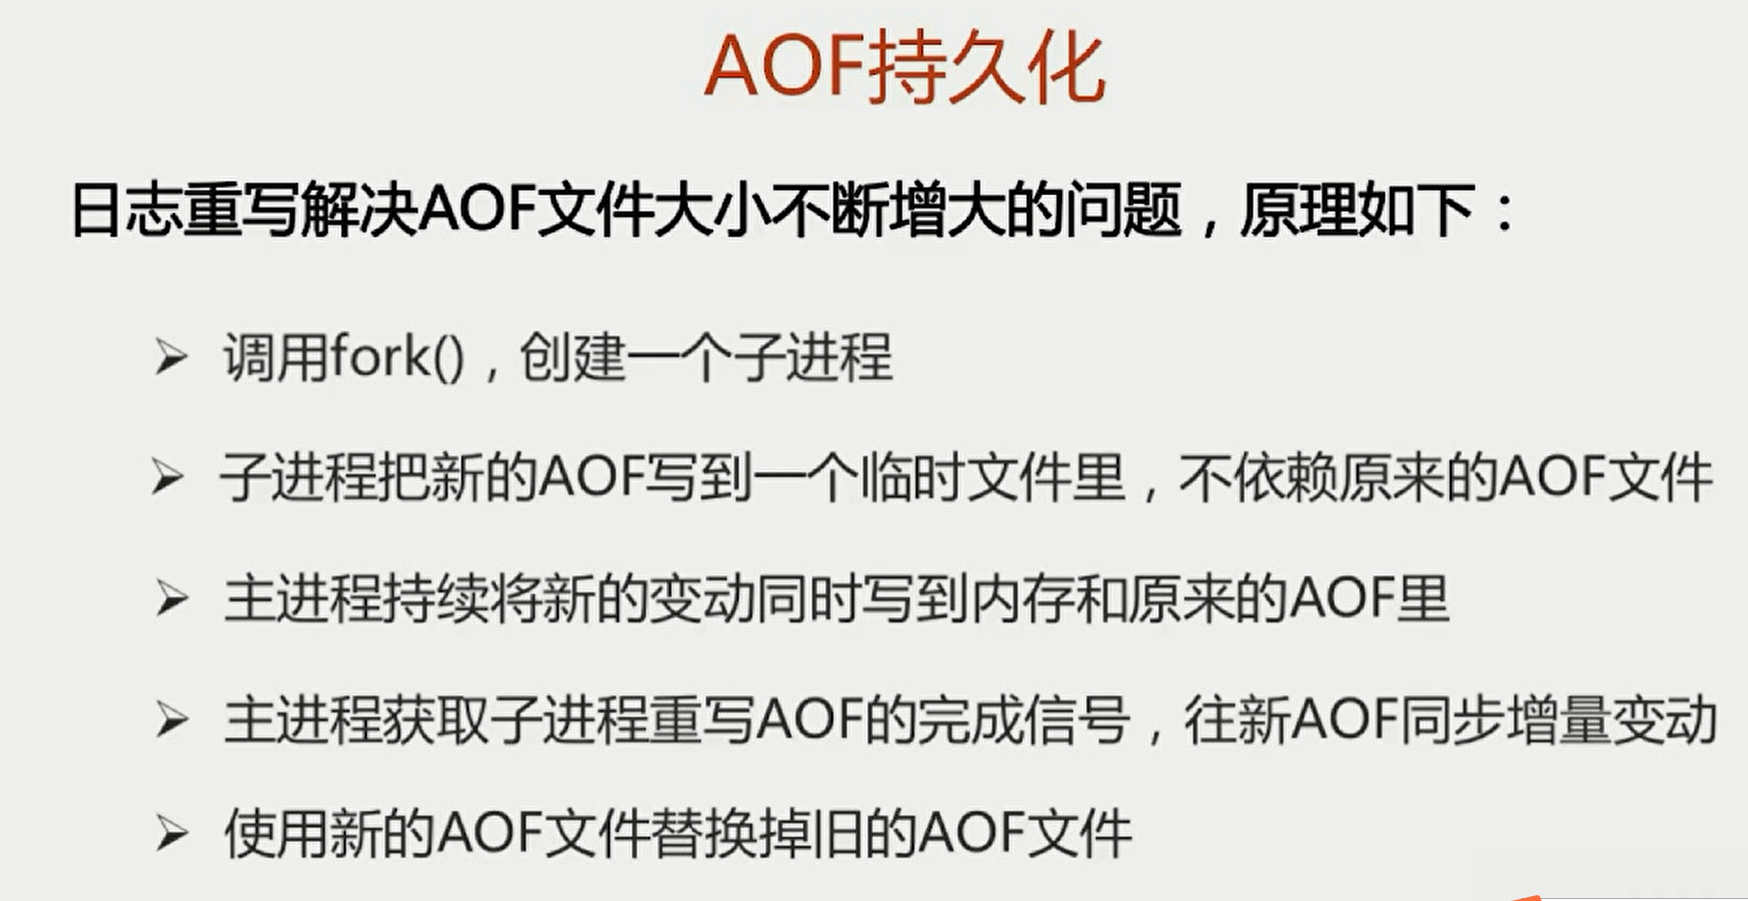 AOF持久化
日志重写解决AOF文件大小不断增大的问题，原理如下：
➢ 调用fork()，创建一个子进程
➢ 子进程把新的AOF写到一个临时文件里，不依赖原来的AOF文件
➢ 主进程持续将新的变动同时写到内存和原来的AOF里
➢ 主进程获取子进程重写AOF的完成信号，往新AOF同步增量变动
➢ 使用新的AOF文件替换掉旧的AOF文件